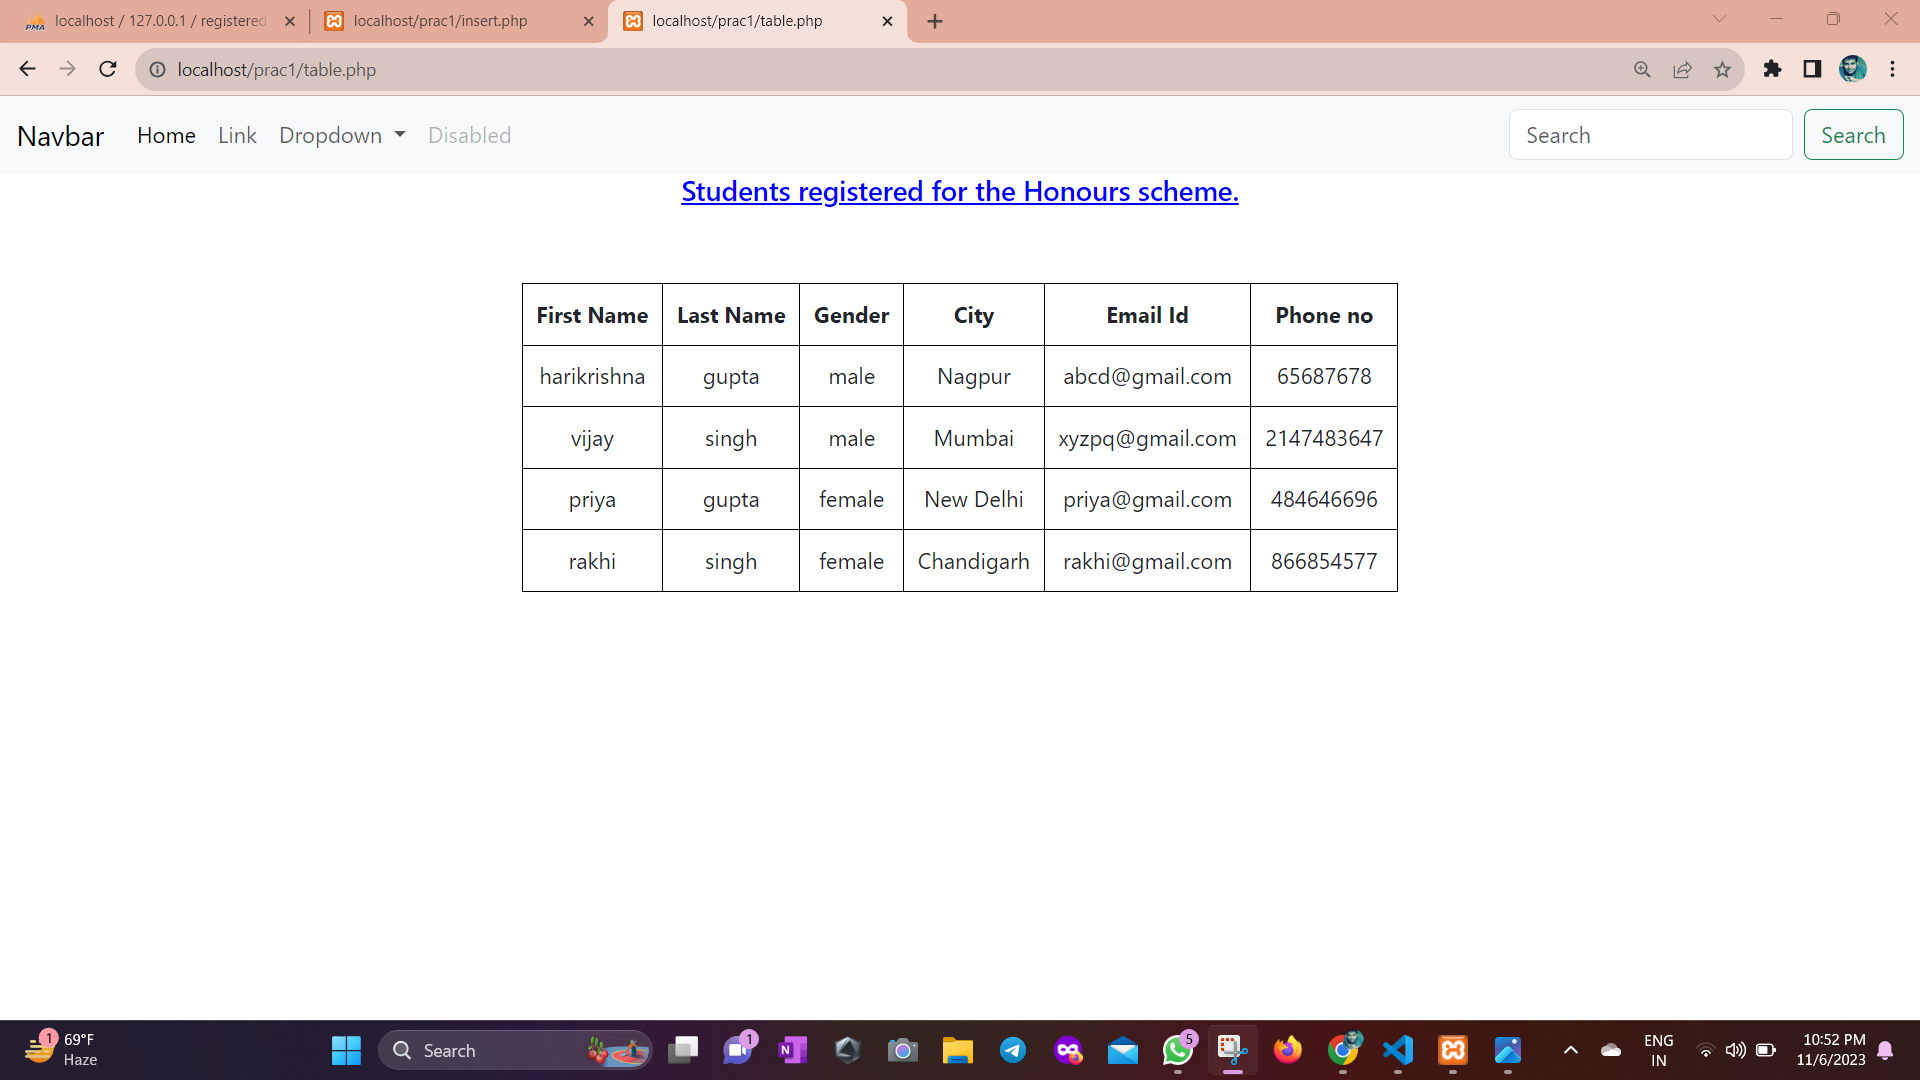 localhost / 127.0.0.1 / registered
localhost/prac1/insert.php
localhost/prac1/table.php
localhost/prac1/table.php
Navbar Home Link Dropdown Disabled Search Search
Students registered for the Honours scheme.
First Name Last Name Gender City Email Id Phone no
harikrishna gupta male Nagpur abcd@gmail.com 65687678
vijay singh male Mumbai xyzpq@gmail.com 2147483647
priya gupta female New Delhi priya@gmail.com 484646696
rakhi singh female Chandigarh rakhi@gmail.com 866854577
1
69°F
Haze
Search
1
5
ENG
IN
10:52 PM
11/6/2023